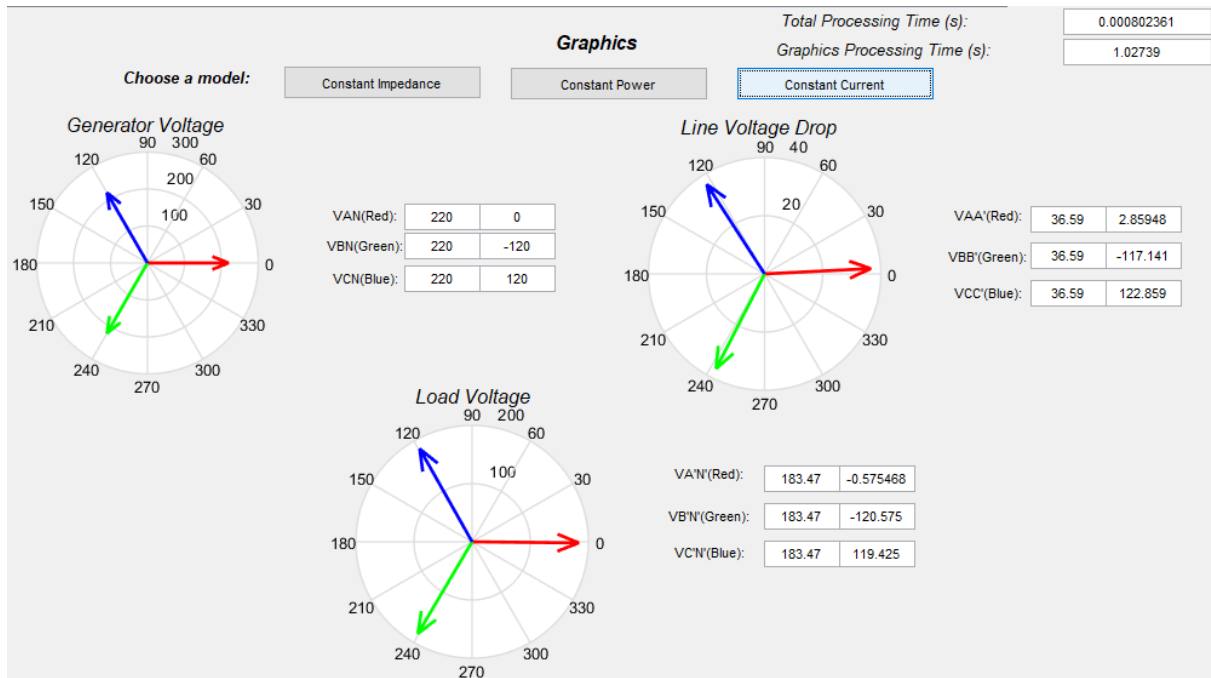 Total Processing Time (s): 0.000802361
Graphics
Graphics Processing Time (s): 1.02739
Choose a model: Constant Impedance Constant Power Constant Current
Generator Voltage
90 300
120 60
200
150 100 30
180 0
210 330
240 300
270
VAN(Red): 220 0
VBN(Green): 220 -120
VCN(Blue): 220 120
Line Voltage Drop
90 40
120 60
150 20 30
180 0
210 330
240 300
270
VAA'(Red): 36.59 2.85948
VBB'(Green): 36.59 -117.141
VCC'(Blue): 36.59 122.859
Load Voltage
90 200
120 60
150 100 30
180 0
210 330
240 300
270
VA'N'(Red): 183.47 -0.575468
VB'N'(Green): 183.47 -120.575
VC'N'(Blue): 183.47 119.425